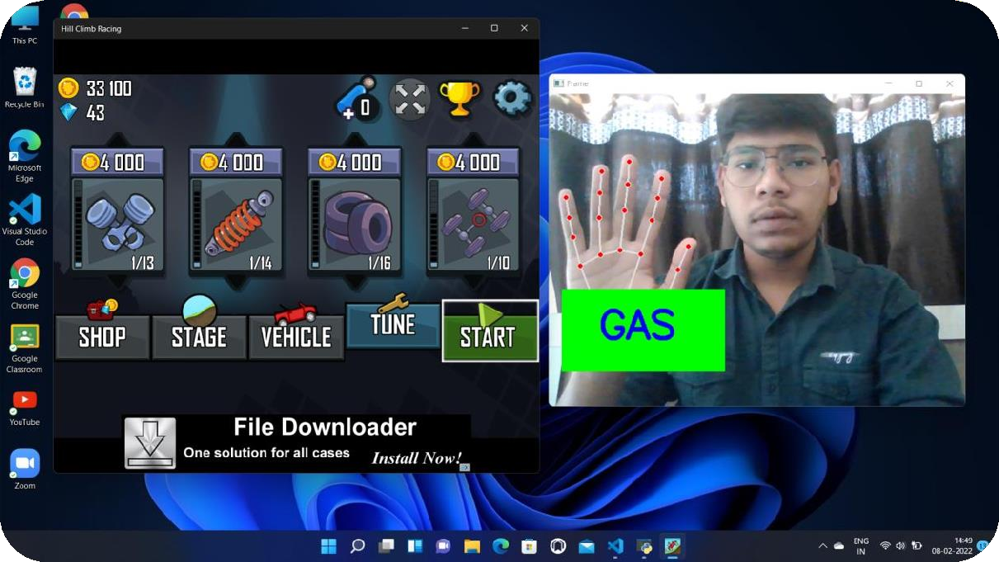 This PC
Recycle Bin
Microsoft
Edge
Visual Studio
Code
Google
Chrome
Google
Classroom
YouTube
Zoom
Hill Climb Racing
33 100
43
0
4 000
4 000
4 000
4 000
1/13
1/14
1/16
1/10
SHOP
STAGE
VEHICLE
TUNE
START
File Downloader
One solution for all cases
Install Now!
Frame
GAS
ENG
IN
14:49
08-02-2022